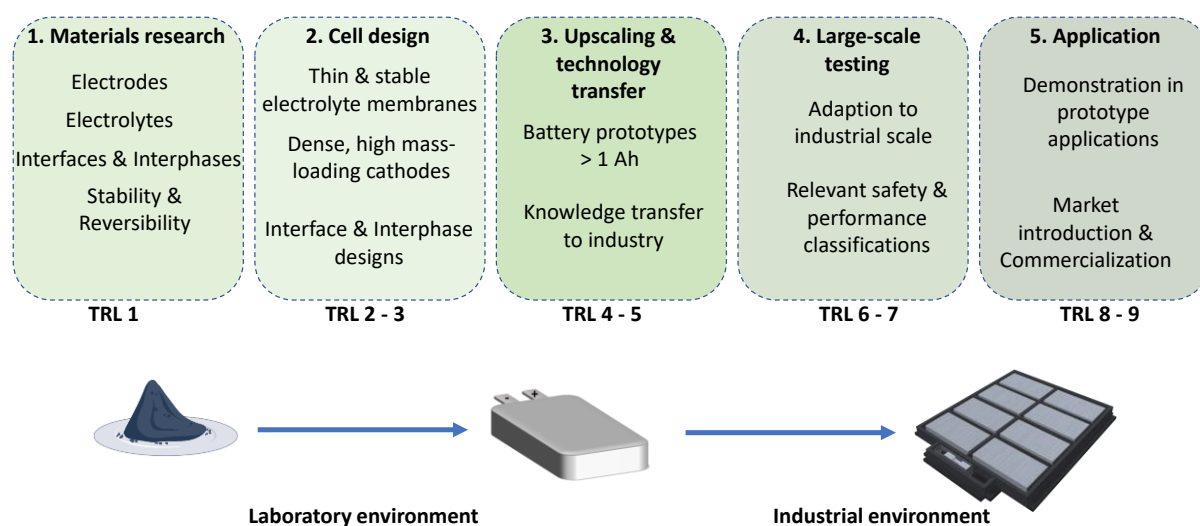 1. Materials research
Electrodes
Electrolytes
Interfaces & Interphases
Stability &
Reversibility
TRL 1
2. Cell design
Thin & stable
electrolyte membranes
Dense, high mass-
loading cathodes
Interface & Interphase
designs
TRL 2 - 3
3. Upscaling &
technology
transfer
Battery prototypes
> 1 Ah
Knowledge transfer
to industry
TRL 4 - 5
4. Large-scale
testing
Adaption to
industrial scale
Relevant safety &
performance
classifications
TRL 6 - 7
5. Application
Demonstration in
prototype
applications
Market
introduction &
Commercialization
TRL 8 - 9
- +
Laboratory environment
Industrial environment